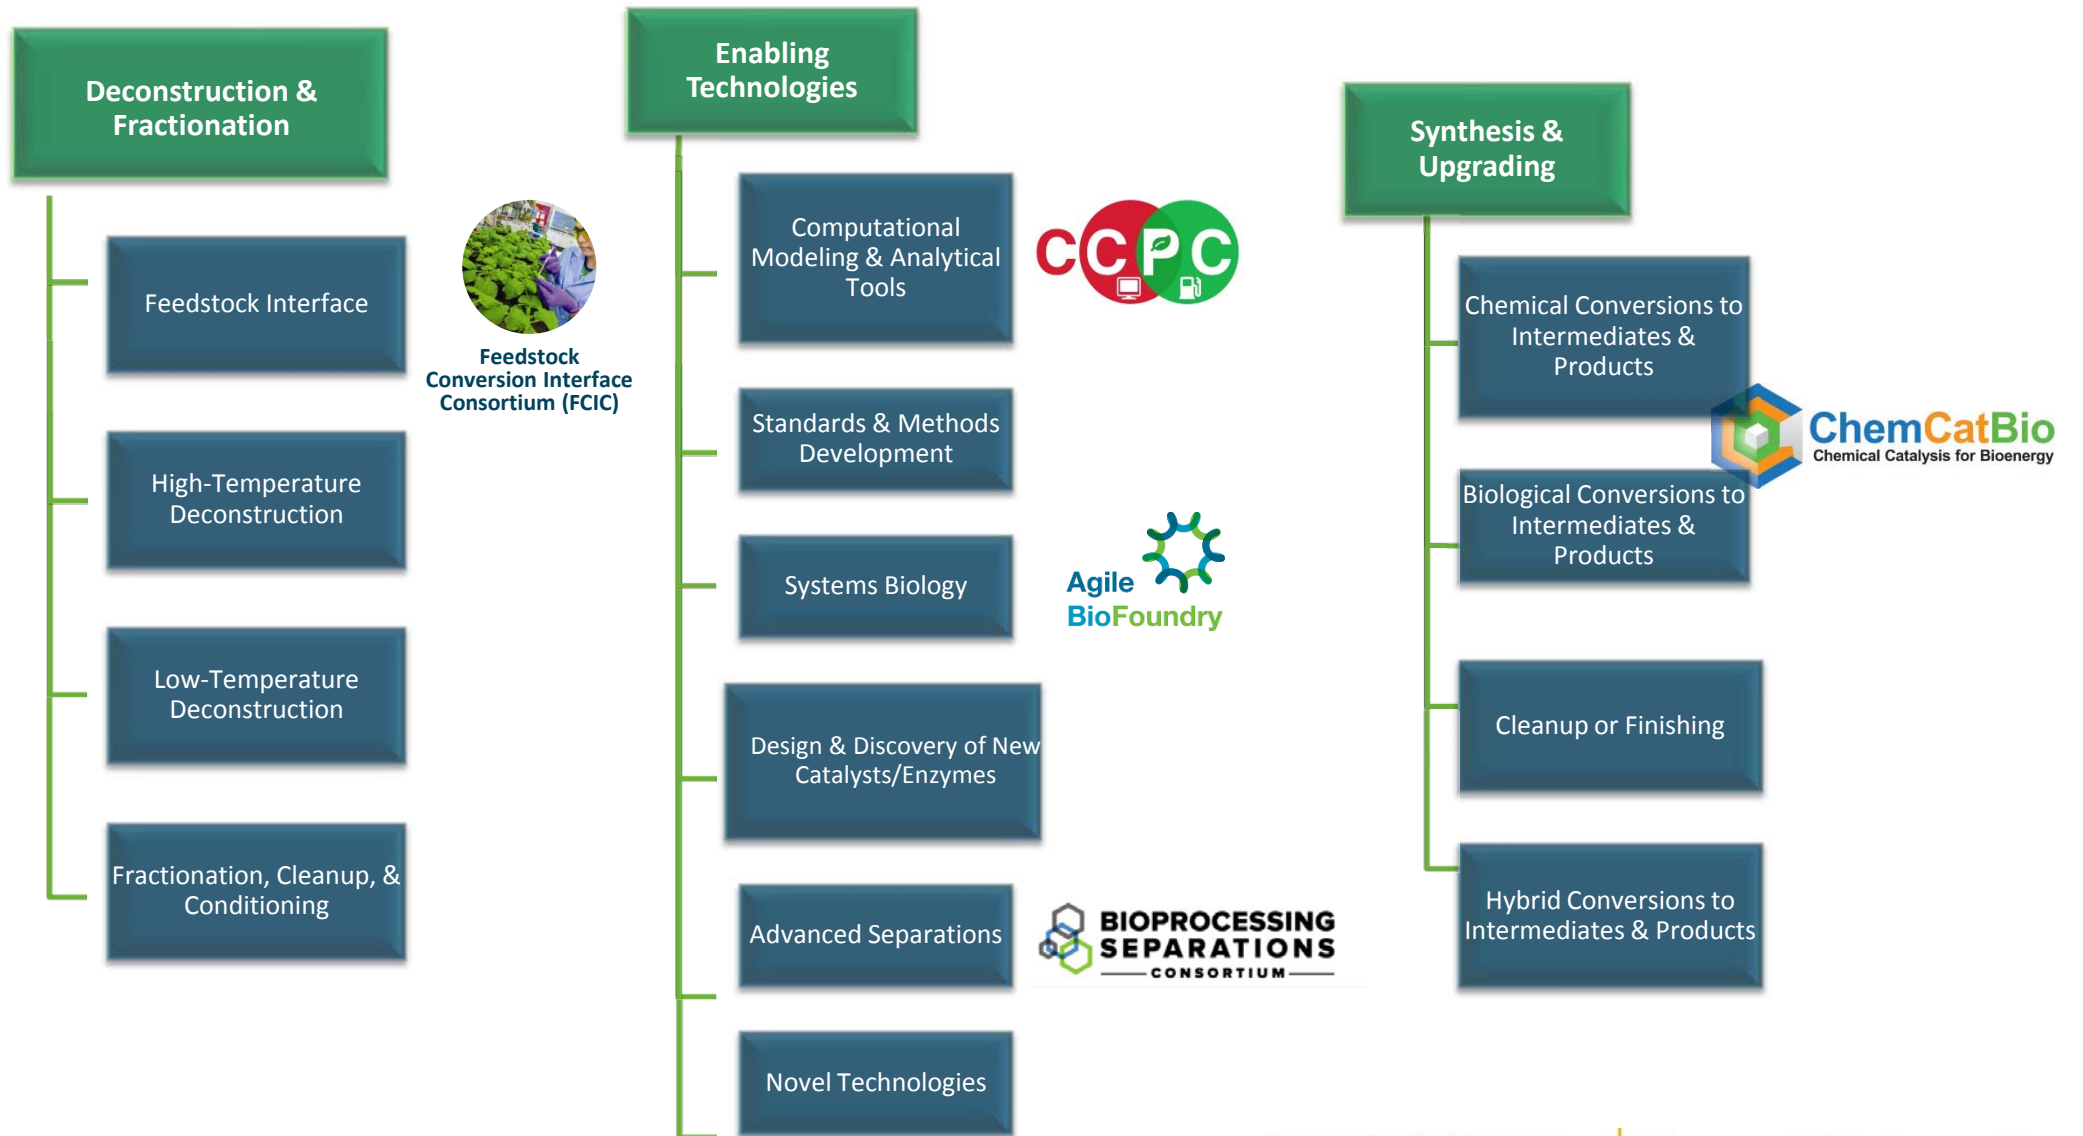 Deconstruction &
Fractionation
Feedstock Interface
High-Temperature
Deconstruction
Low-Temperature
Deconstruction
Fractionation, Cleanup, &
Conditioning
Feedstock
Conversion Interface
Consortium (FCIC)
Enabling
Technologies
Computational
Modeling & Analytical
Tools
CCPC
Standards & Methods
Development
Systems Biology
Agile
BioFoundry
Design & Discovery of New
Catalysts/Enzymes
Advanced Separations
BIOPROCESSING
SEPARATIONS
CONSORTIUM
Novel Technologies
Synthesis &
Upgrading
Chemical Conversions to
Intermediates &
Products
ChemCatBio
Chemical Catalysis for Bioenergy
Biological Conversions to
Intermediates &
Products
Cleanup or Finishing
Hybrid Conversions to
Intermediates & Products